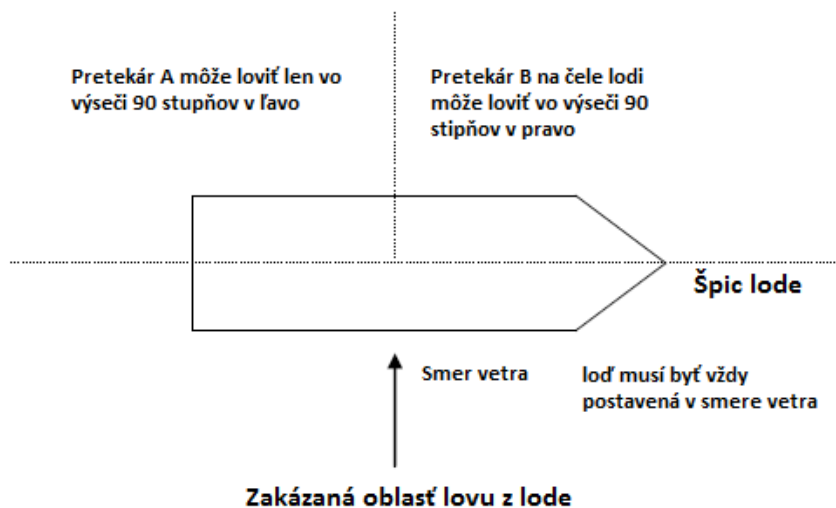 Pretekár A môže loviť len vo
výseči 90 stupňov v ľavo
Pretekár B na čele lodi
môže loviť vo výseči 90
stipňov v pravo
Špic lode
Smer vetra
loď musí byť vždy
postavená v smere vetra
Zakázaná oblasť lovu z lode